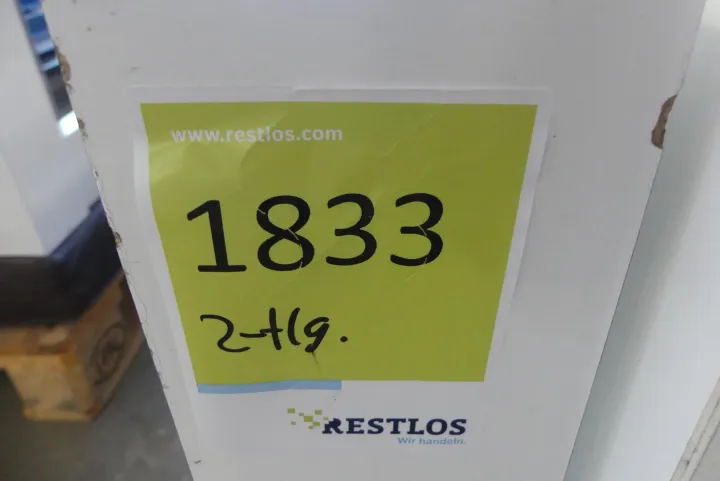 www.restlos.com
1833
2-tlg.
RESTLOS
Wir handeln.